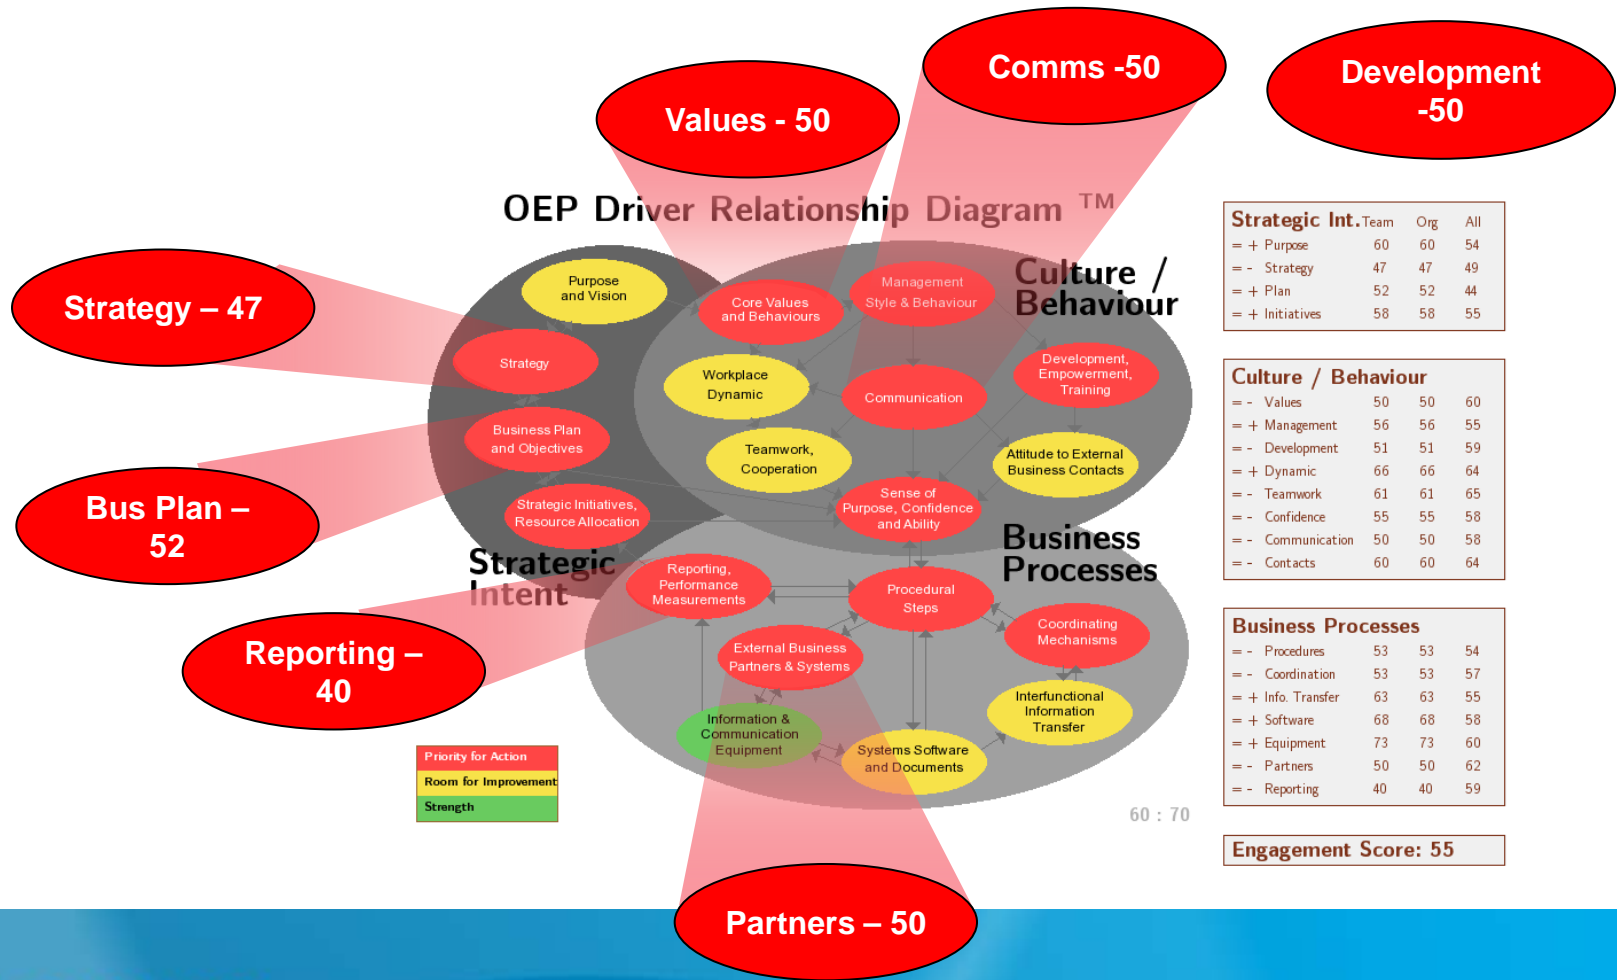 Comms -50
Development
-50
Values - 50
OEP Driver Relationship Diagram ™
Strategy – 47
Bus Plan –
52
Reporting –
40
Partners – 50
Culture /
Behaviour
Strategic
Intent
Business
Processes
Purpose
and Vision
Strategy
Business Plan
and Objectives
Strategic Initiatives,
Resource Allocation
Core Values
and Behaviours
Management
Style & Behaviour
Workplace
Dynamic
Communication
Development,
Empowerment,
Training
Teamwork,
Cooperation
Attitude to External
Business Contacts
Sense of
Purpose, Confidence
and Ability
Reporting,
Performance
Measurements
Procedural
Steps
Coordinating
Mechanisms
External Business
Partners & Systems
Interfunctional
Information
Transfer
Information &
Communication
Equipment
Systems Software
and Documents
Priority for Action
Room for Improvement
Strength
60 : 70
Strategic Int. Team Org All
= + Purpose 60 60 54
= - Strategy 47 47 49
= + Plan 52 52 44
= + Initiatives 58 58 55
Culture / Behaviour
= - Values 50 50 60
= + Management 56 56 55
= - Development 51 51 59
= + Dynamic 66 66 64
= - Teamwork 61 61 65
= - Confidence 55 55 58
= - Communication 50 50 58
= - Contacts 60 60 64
Business Processes
= - Procedures 53 53 54
= - Coordination 53 53 57
= + Info. Transfer 63 63 55
= + Software 68 68 58
= + Equipment 73 73 60
= - Partners 50 50 62
= - Reporting 40 40 59
Engagement Score: 55